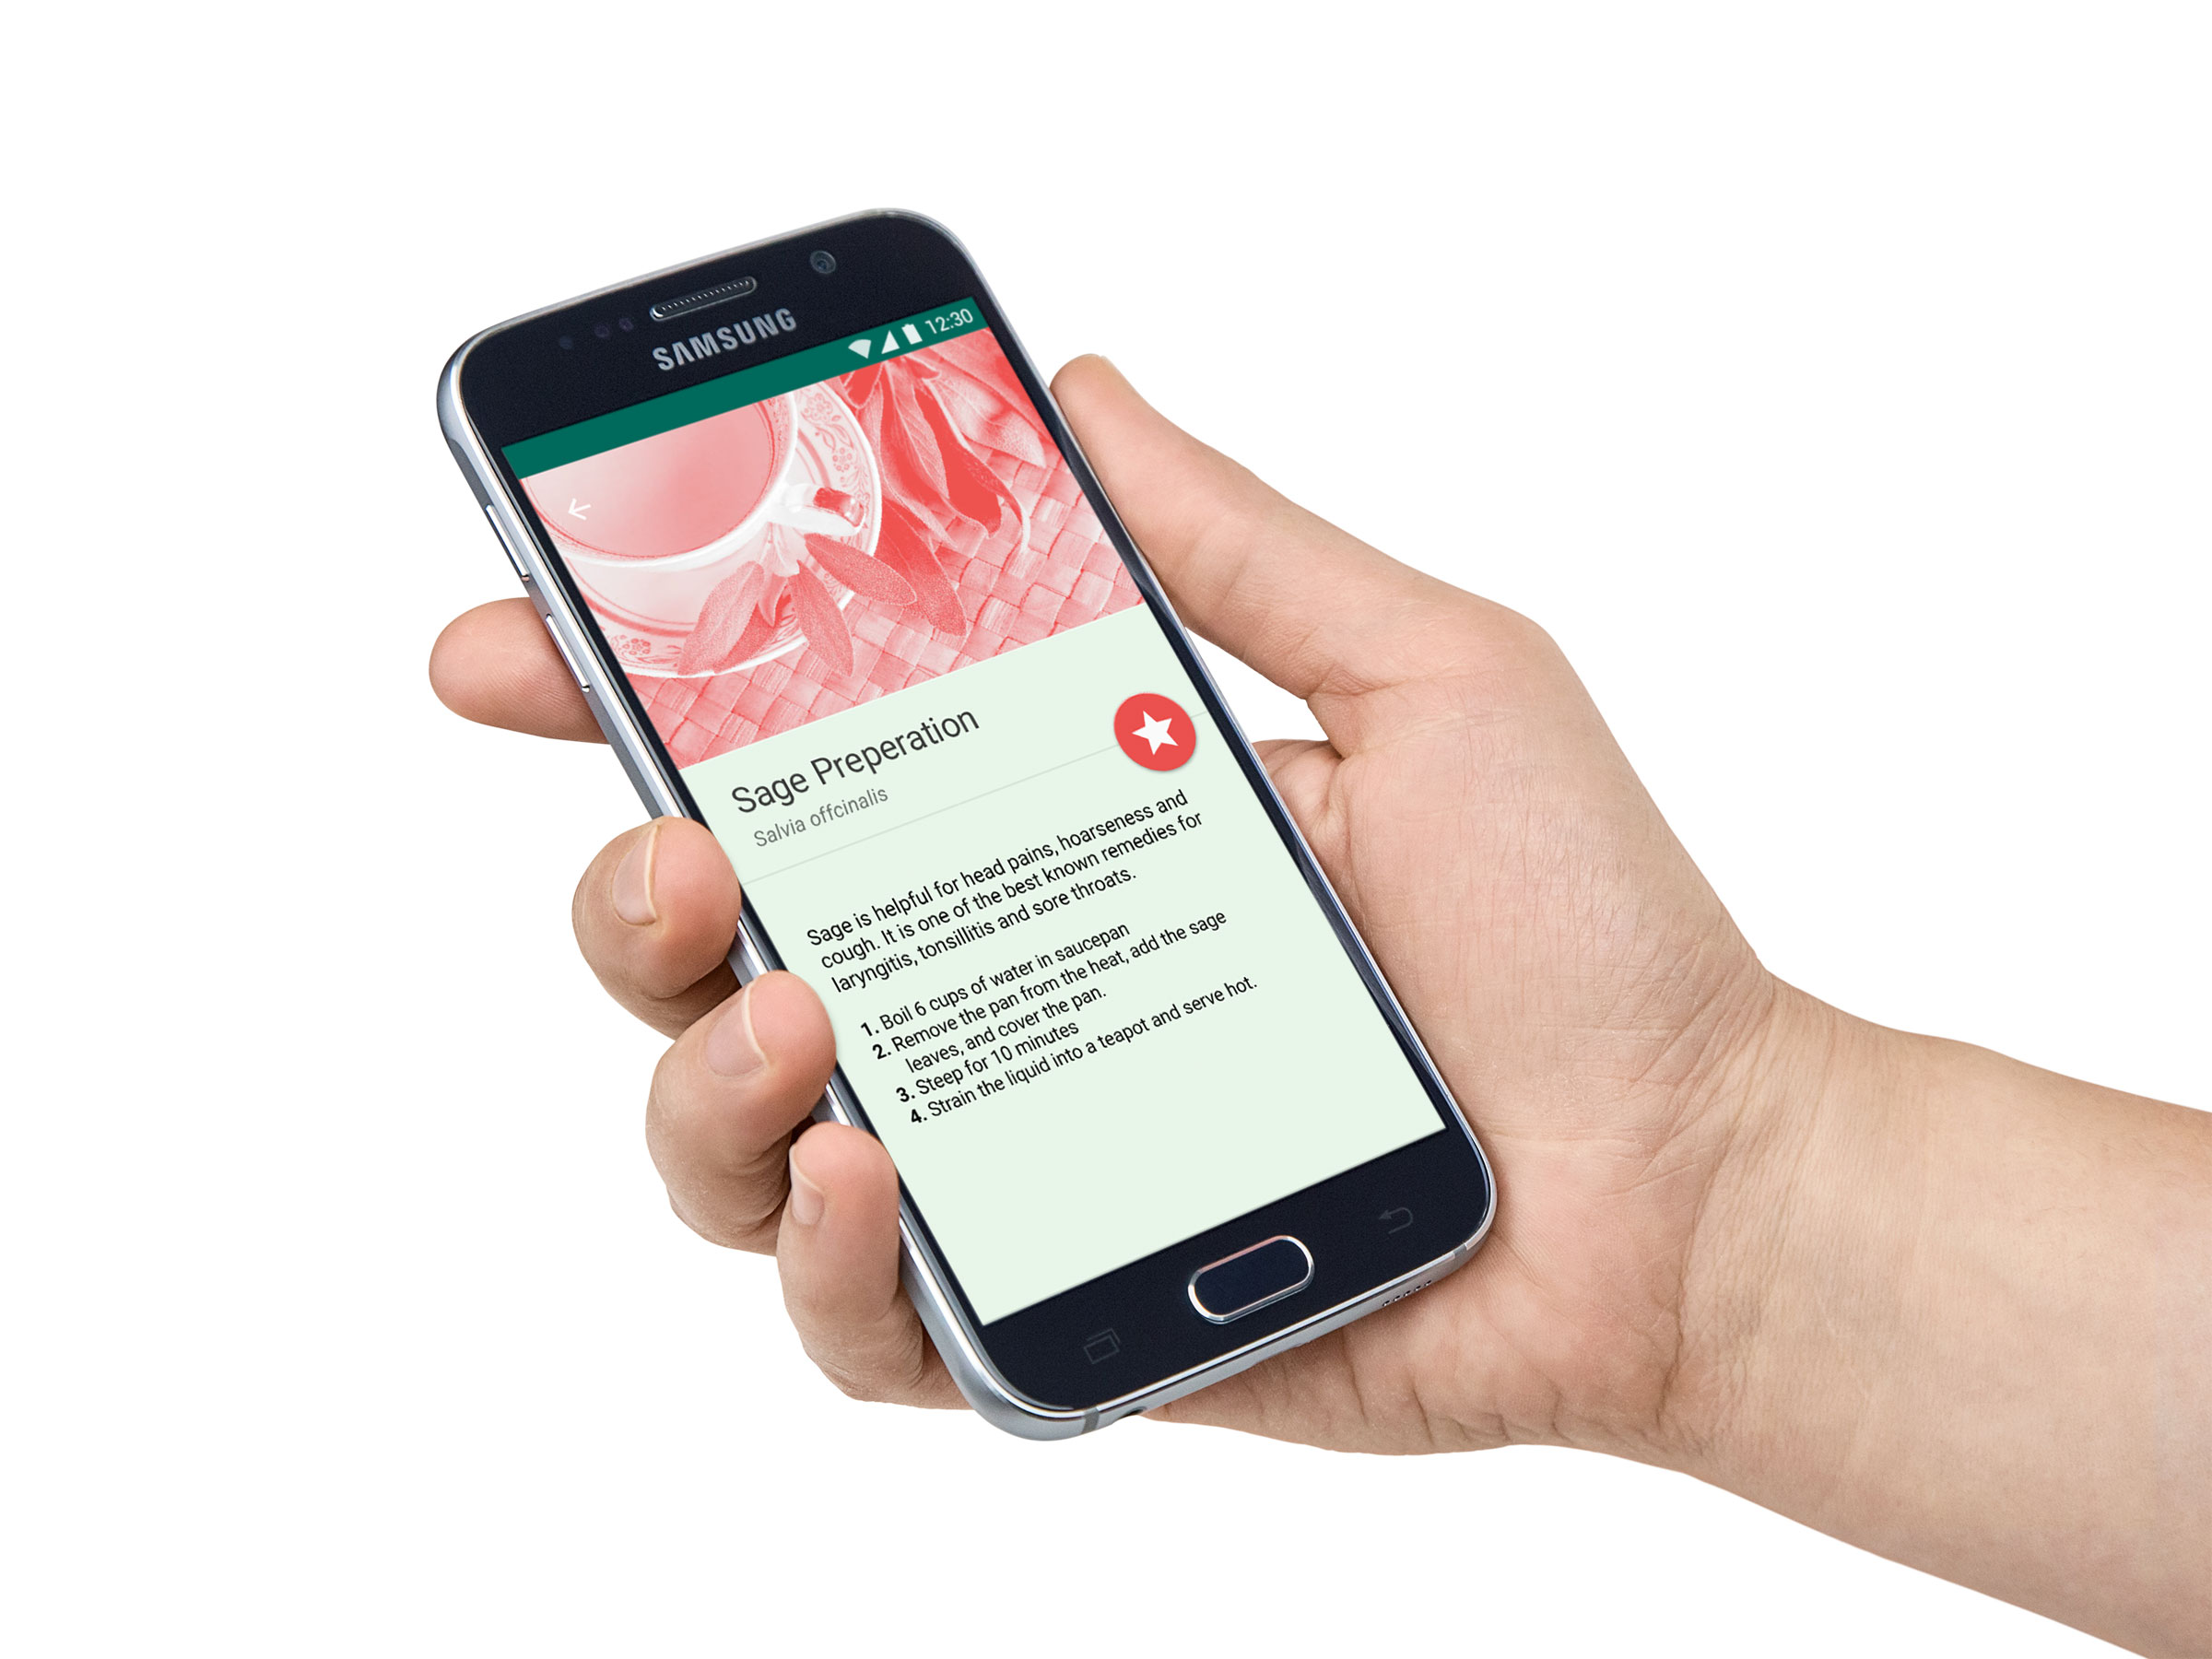 SAMSUNG
12:30
Sage Preperation
Salvia offcinalis
Sage is helpful for head pains, hoarseness and
cough. It is one of the best known remedies for
laryngitis, tonsillitis and sore throats.
1. Boil 6 cups of water in saucepan
2. Remove the pan from the heat, add the sage
leaves, and cover the pan.
3. Steep for 10 minutes
4. Strain the liquid into a teapot and serve hot.